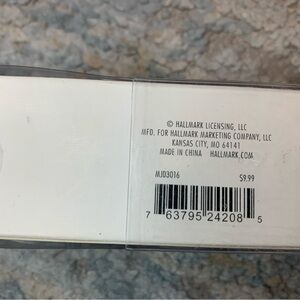 © HALLMARK LICENSING, LLC
MFD. FOR HALLMARK MARKETING COMPANY, LLC
KANSAS CITY, MO 64141
MADE IN CHINA HALLMARK.COM
MJD3016 $9.99
7 63795 24208 5